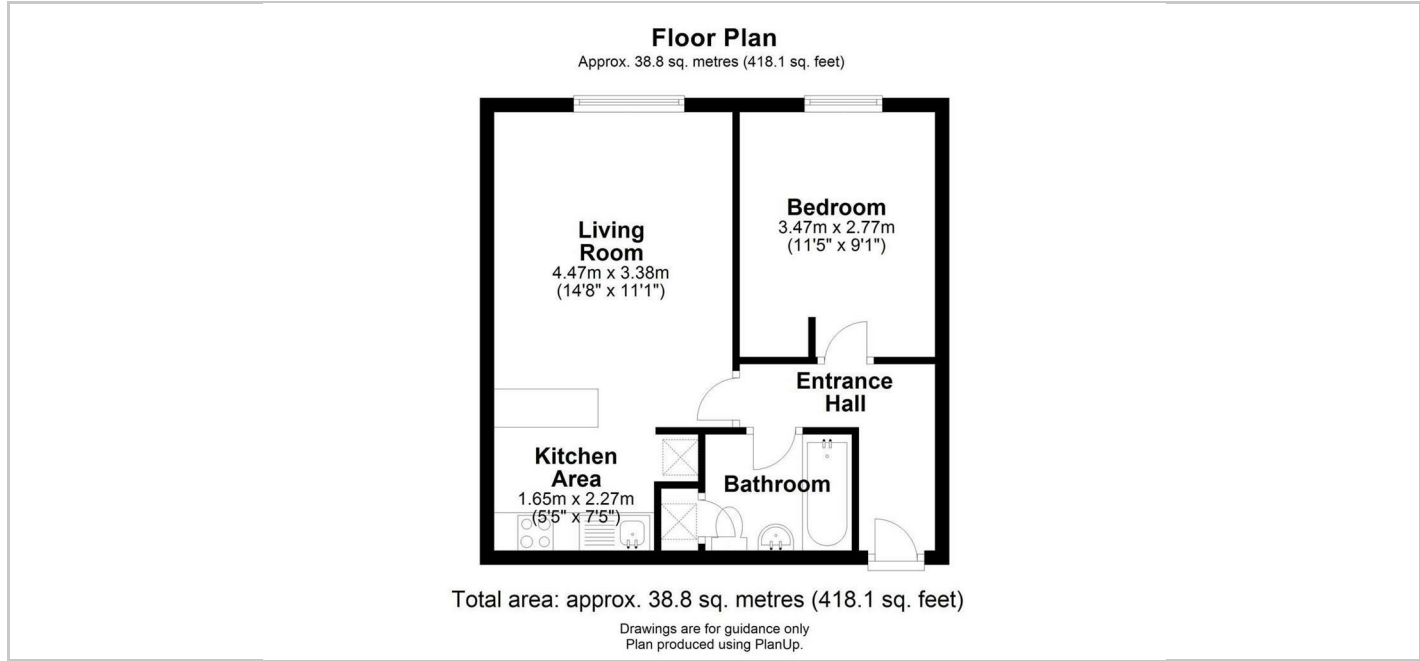 Floor Plan
Approx. 38.8 sq. metres (418.1 sq. feet)
Living
Room
4.47m x 3.38m
(14'8" x 11'1")
Bedroom
3.47m x 2.77m
(11'5" x 9'1")
Entrance
Hall
Kitchen
Area
1.65m x 2.27m
(5'5" x 7'5")
Bathroom
Total area: approx. 38.8 sq. metres (418.1 sq. feet)
Drawings are for guidance only
Plan produced using PlanUp.